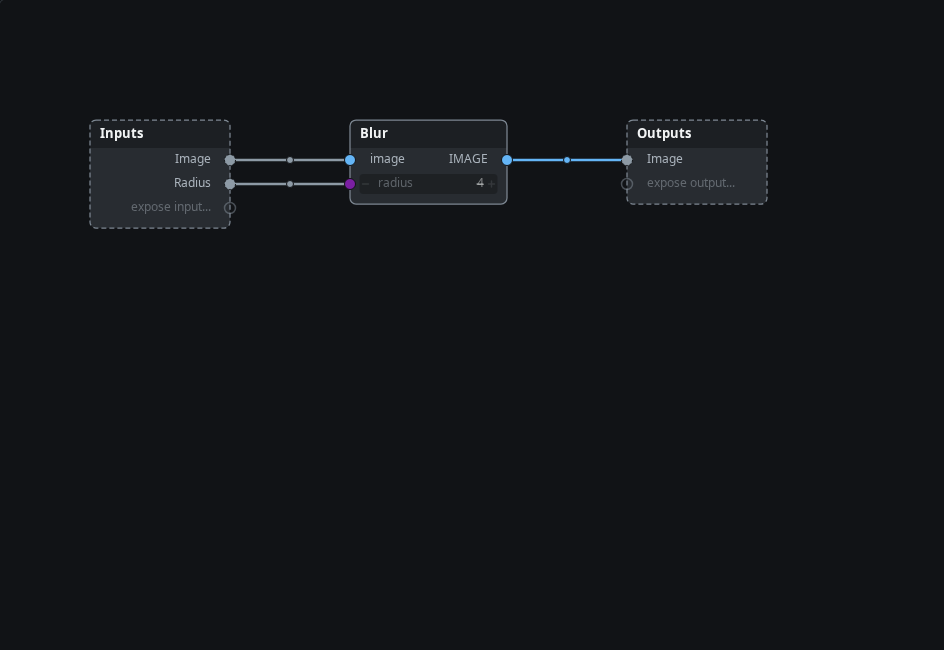 Inputs
Image
Radius
expose input...
Blur
image IMAGE
radius 4
Outputs
Image
expose output...